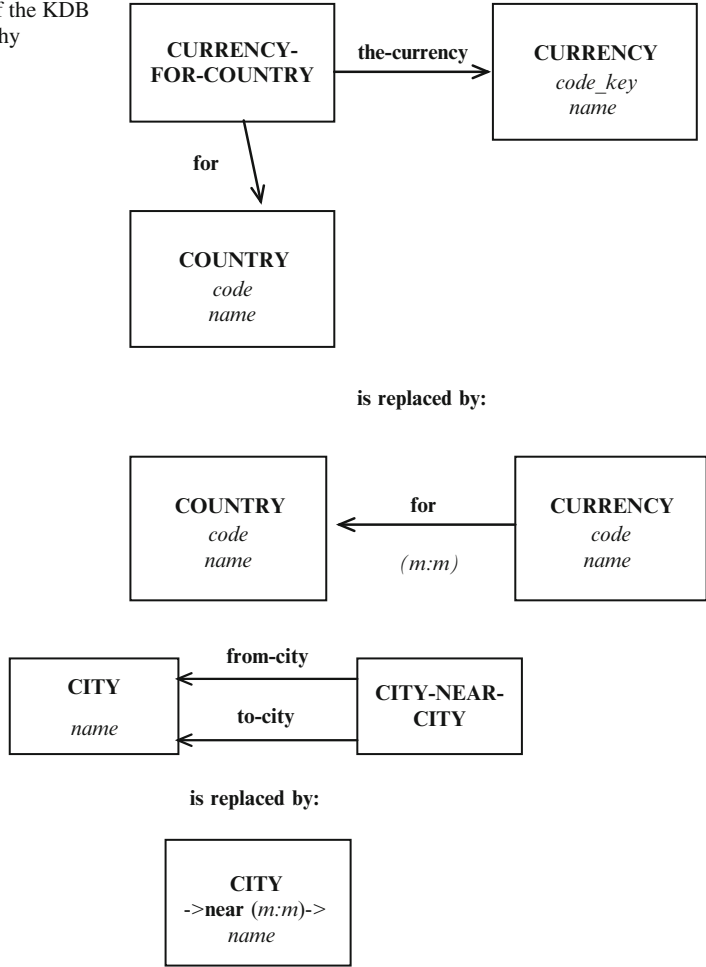 f the KDB
hy
CURRENCY-
FOR-COUNTRY
the-currency
CURRENCY
code_key
name
for
COUNTRY
code
name
is replaced by:
COUNTRY
code
name
for
(m:m)
CURRENCY
code
name
CITY
name
from-city
to-city
CITY-NEAR-
CITY
is replaced by:
CITY
->near (m:m)->
name